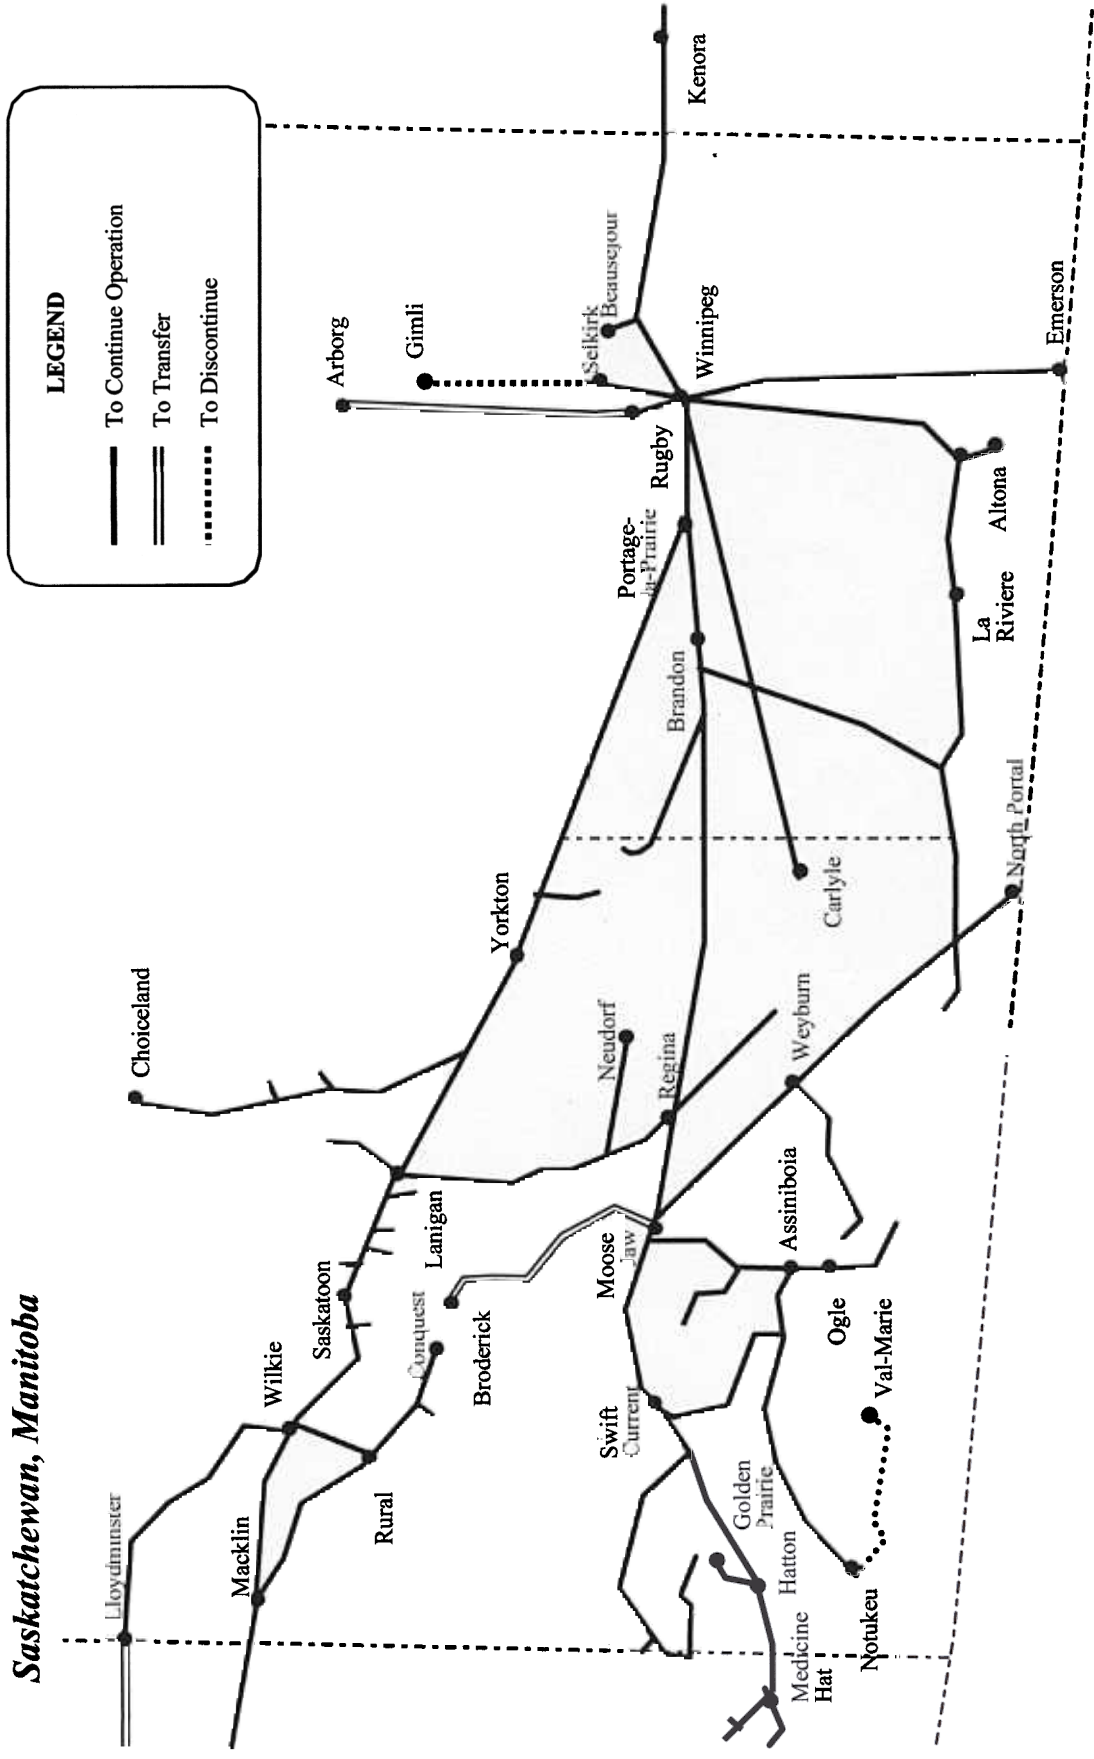 Saskatchewan, Manitoba
LEGEND
To Continue Operation
To Transfer
To Discontinue
Lloydminster
Macklin
Wilkie
Rural
Saskatoon
Conquest
Broderick
Lanigan
Choiceland
Yorkton
Neudorf
Regina
Moose
Jaw
Swift
Current
Golden
Prairie
Hatton
Medicine
Hat
Notukeu
Val-Marie
Ogle
Assiniboia
Weyburn
North Portal
Carlyle
Brandon
Portage-
la-Prairie
Rugby
Winnipeg
Arborg
Gimli
Selkirk
Beausejour
Kenora
Emerson
Altona
La
Riviere